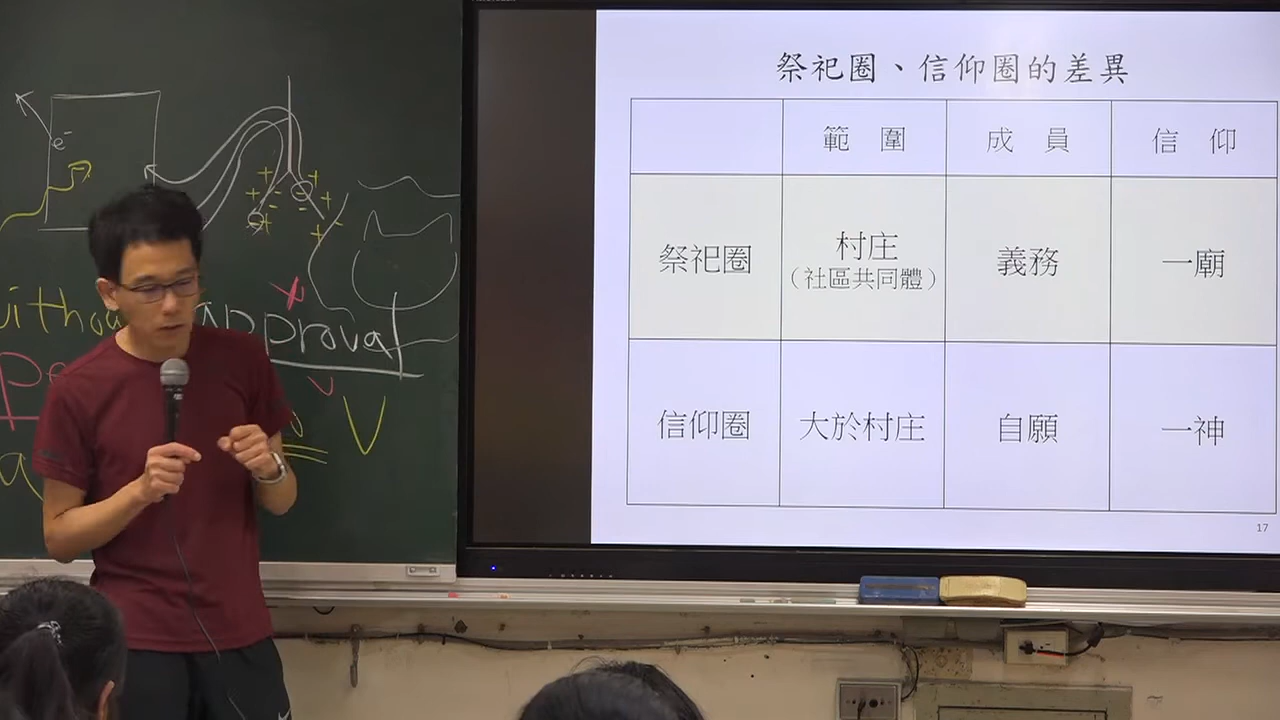 祭祀圈、信仰圈的差異
範 圍 成 員 信 仰
祭祀圈 村庄 義務 一廟
（社區共同體）
信仰圈 大於村庄 自願 一神
17
e⁻
approval